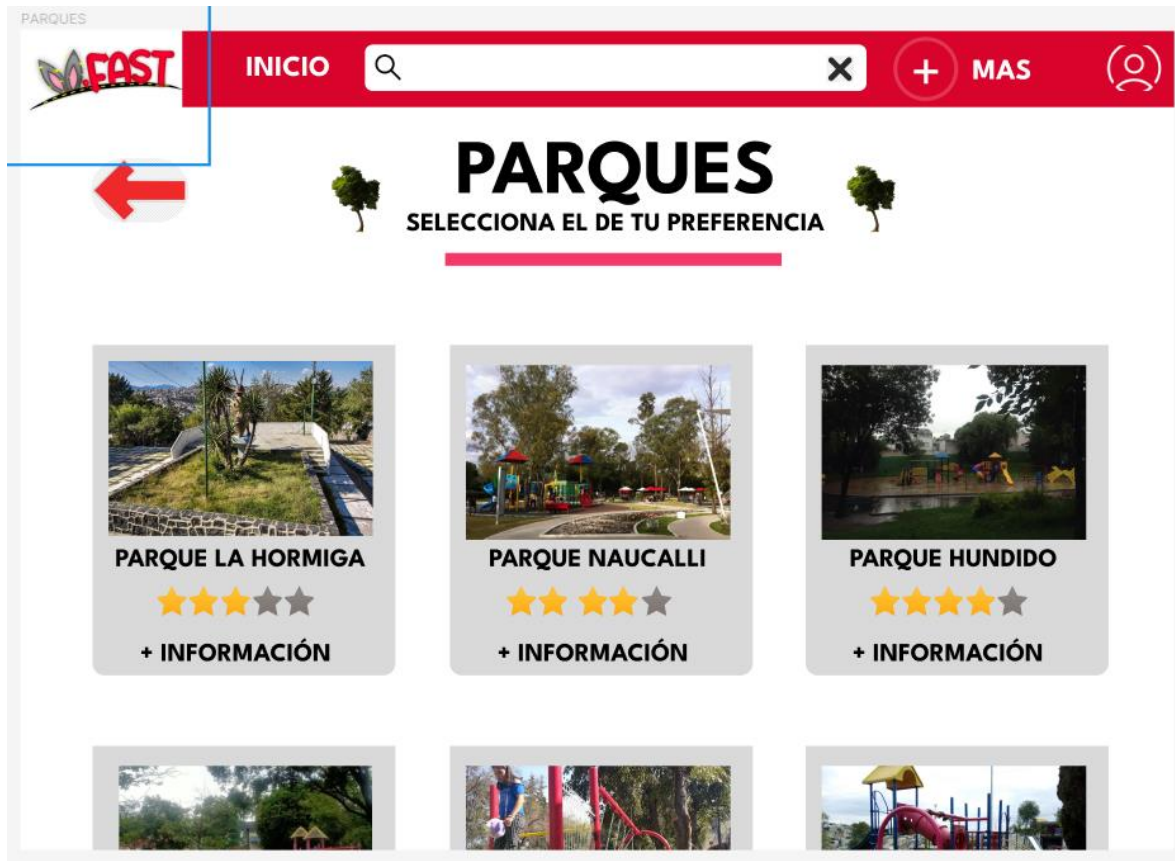 PARQUES
.FAST
INICIO
MAS
PARQUES
SELECCIONA EL DE TU PREFERENCIA
PARQUE LA HORMIGA
PARQUE NAUCALLI
PARQUE HUNDIDO
+ INFORMACIÓN
+ INFORMACIÓN
+ INFORMACIÓN